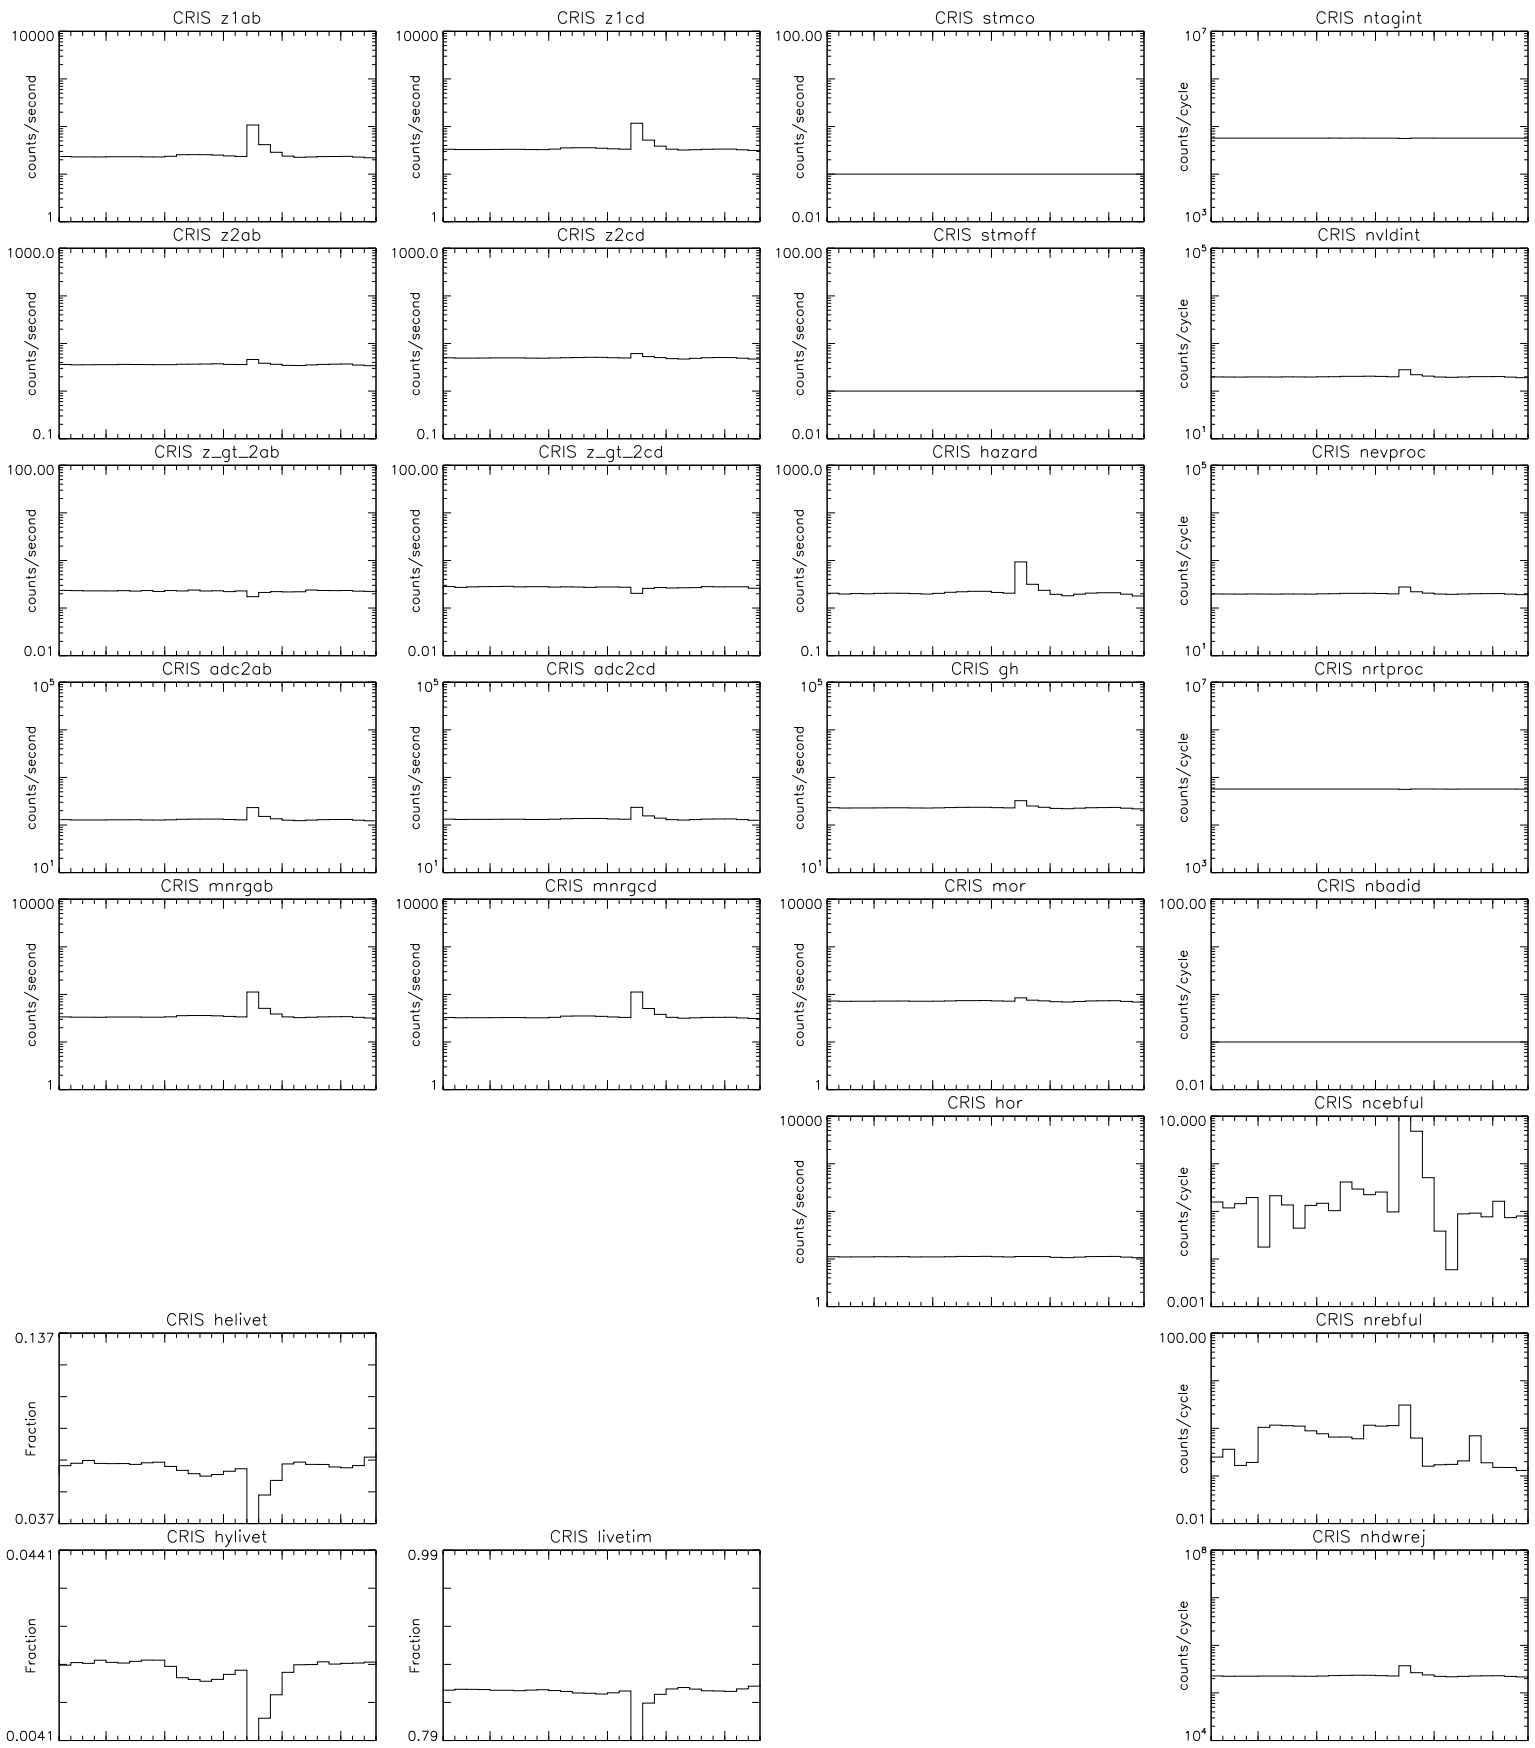 CRIS z1ab
CRIS z1cd
CRIS stmco
CRIS ntagint
10000
counts/second
1
10000
counts/second
1
100.00
counts/second
0.01
10^7
counts/cycle
10^3
CRIS z2ab
CRIS z2cd
CRIS stmoff
CRIS nvldint
1000.0
counts/second
0.1
1000.0
counts/second
0.1
100.00
counts/second
0.01
10^5
counts/cycle
10^1
CRIS z_gt_2ab
CRIS z_gt_2cd
CRIS hazard
CRIS nevproc
100.00
counts/second
0.01
100.00
counts/second
0.01
1000.0
counts/second
0.1
10^5
counts/cycle
10^1
CRIS adc2ab
CRIS adc2cd
CRIS gh
CRIS nrtproc
10^5
counts/second
10^1
10^5
counts/second
10^1
10^5
counts/second
10^1
10^7
counts/cycle
10^3
CRIS mnrgab
CRIS mnrgcd
CRIS mor
CRIS nbadid
10000
counts/second
1
10000
counts/second
1
10000
counts/second
1
100.00
counts/cycle
0.01
CRIS hor
CRIS ncebful
10000
counts/second
1
10.000
counts/cycle
0.001
CRIS helivet
CRIS nrebful
0.137
Fraction
0.037
100.00
counts/cycle
0.01
CRIS hylivet
CRIS livetim
CRIS nhdwrej
0.0441
Fraction
0.0041
0.99
Fraction
0.79
10^8
counts/cycle
10^4